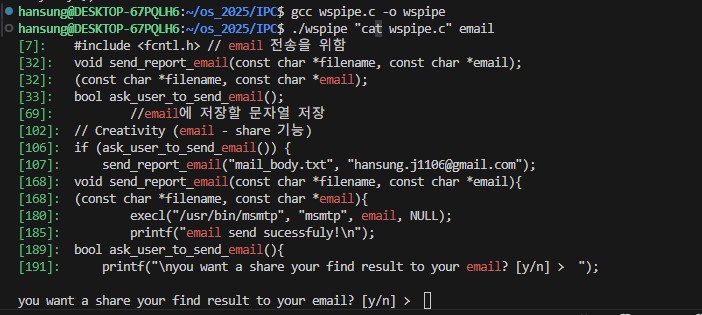 hansung@DESKTOP-67PQLH6:~/os_2025/IPC$ gcc wspipe.c -o wspipe
hansung@DESKTOP-67PQLH6:~/os_2025/IPC$ ./wspipe "cat wspipe.c" email
[7]: #include <fcntl.h> // email 전송을 위함
[32]: void send_report_email(const char *filename, const char *email);
[32]: (const char *filename, const char *email);
[33]: bool ask_user_to_send_email();
[69]: //email에 저장할 문자열 저장
[102]: // Creativity (email - share 기능)
[106]: if (ask_user_to_send_email()) {
[107]: send_report_email("mail_body.txt", "hansung.j1106@gmail.com");
[168]: void send_report_email(const char *filename, const char *email){
[168]: (const char *filename, const char *email){
[180]: execl("/usr/bin/msmtp", "msmtp", email, NULL);
[185]: printf("email send sucessfuly!\n");
[189]: bool ask_user_to_send_email(){
[191]: printf("\nyou want a share your find result to your email? [y/n] >  ");
you want a share your find result to your email? [y/n] >